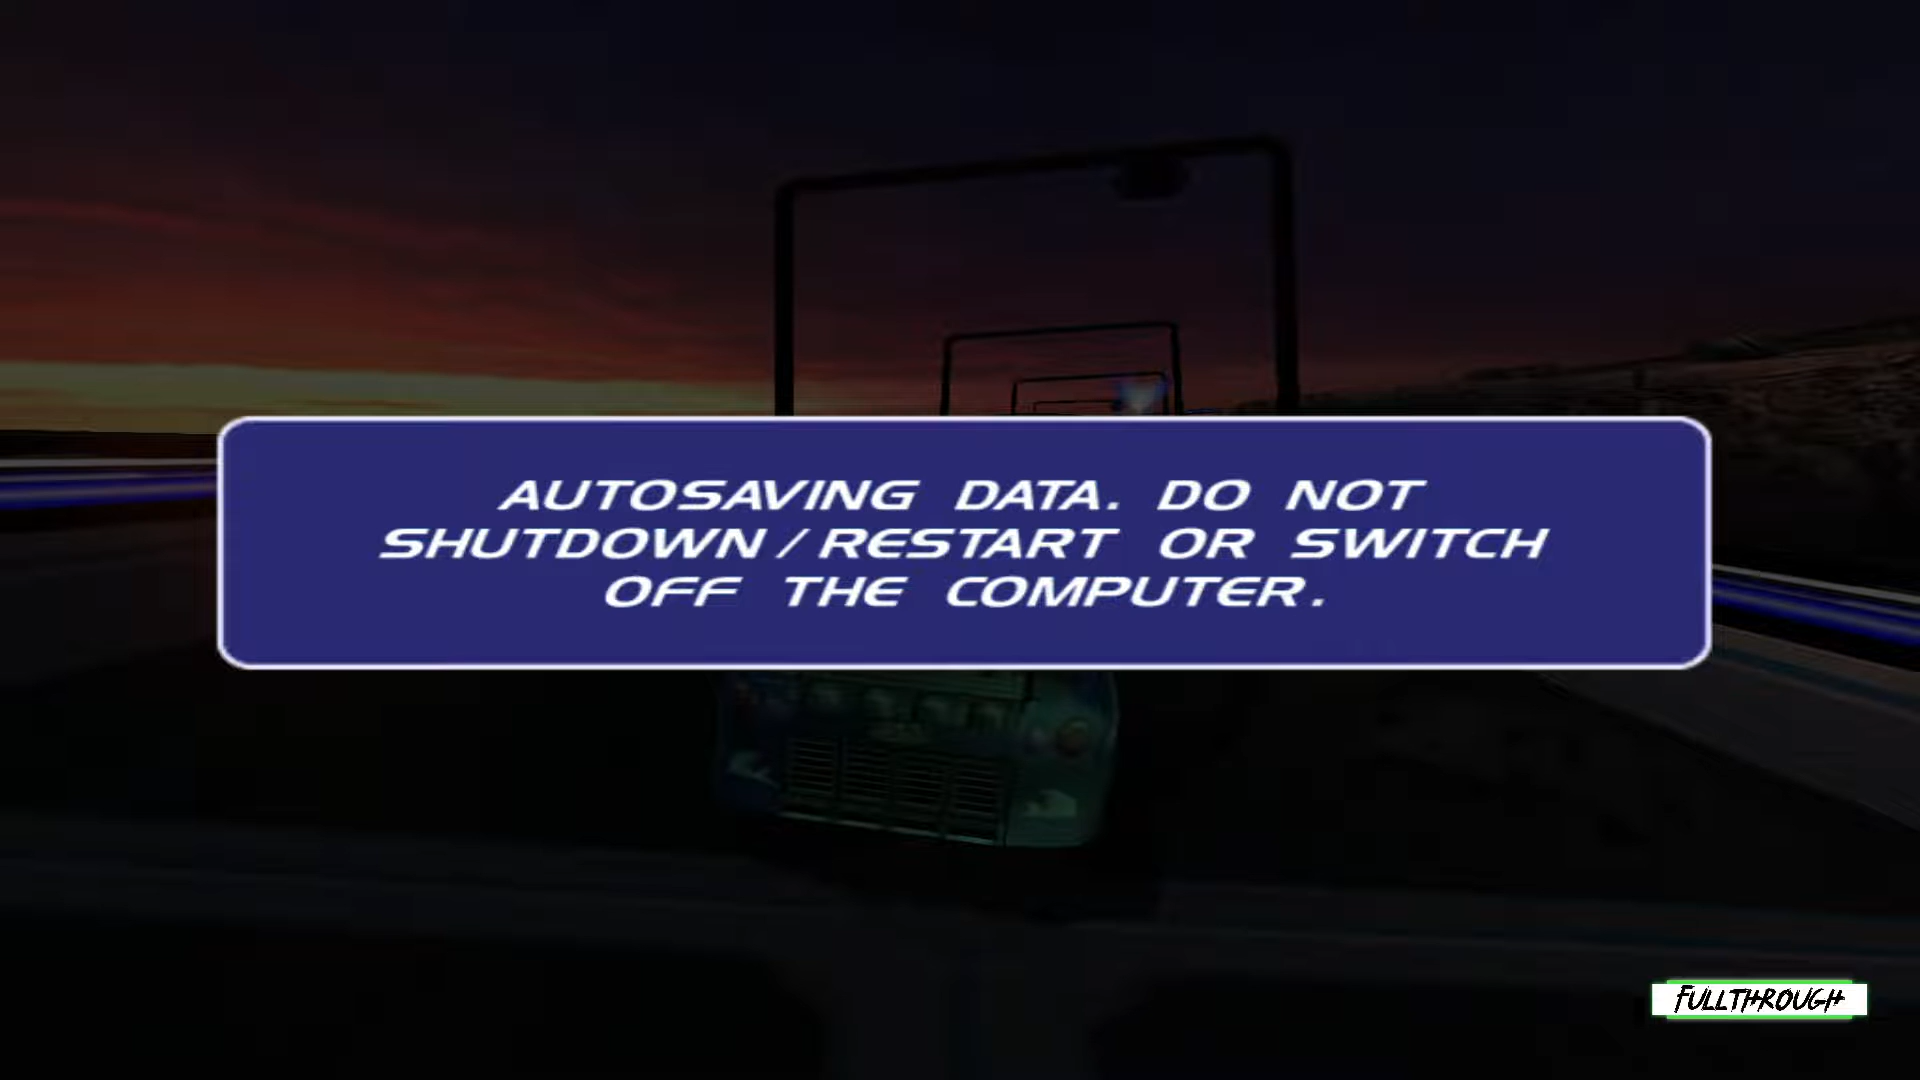 AUTOSAVING DATA. DO NOT
SHUTDOWN/RESTART OR SWITCH
OFF THE COMPUTER.
FULLTHROUGH